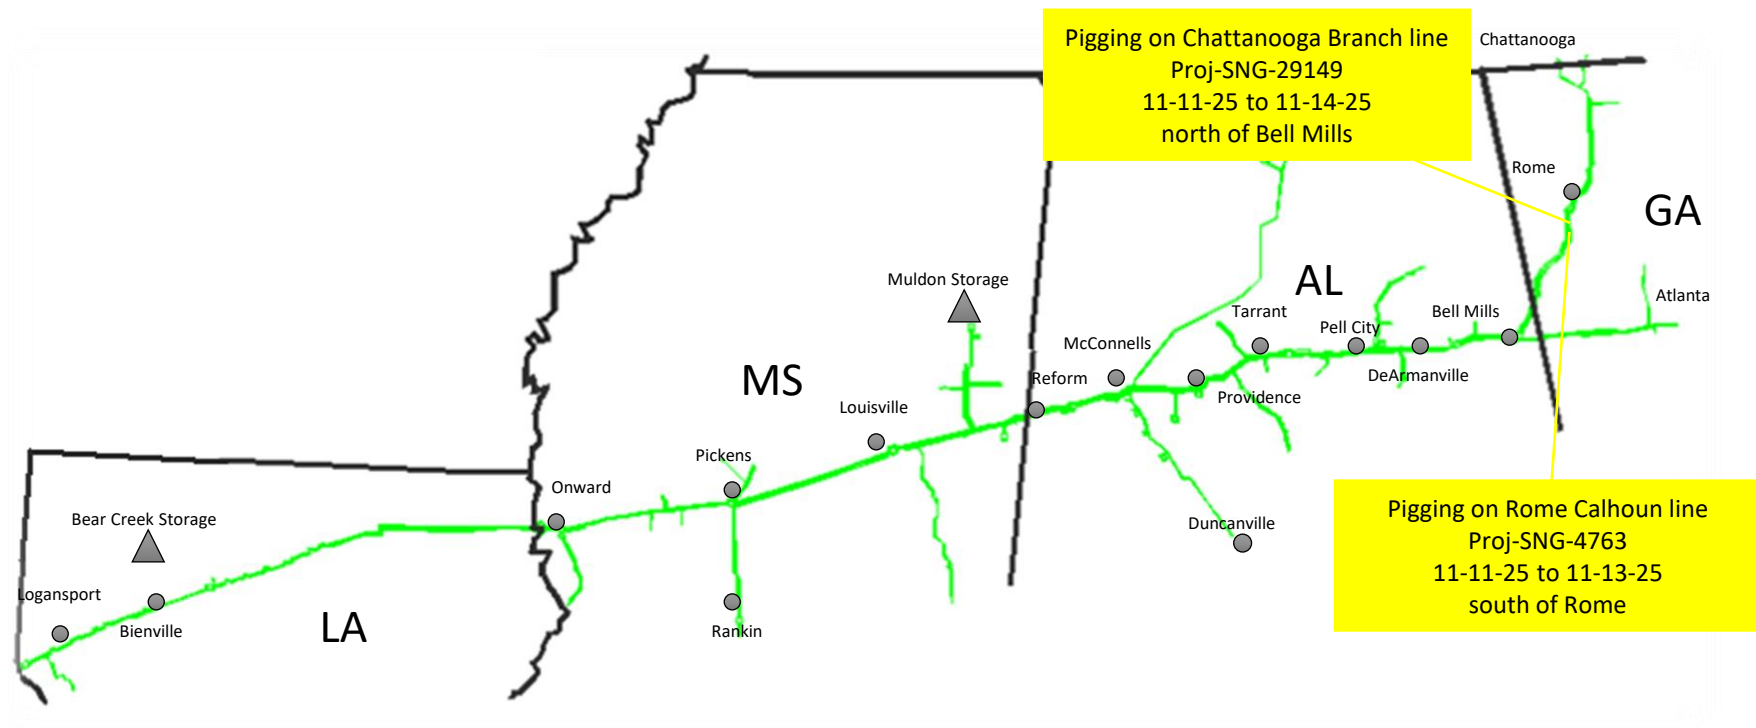 Pigging on Chattanooga Branch line
Proj-SNG-29149
11-11-25 to 11-14-25
north of Bell Mills
Chattanooga
Rome
GA
Muldon Storage
AL
Atlanta
Tarrant
Bell Mills
Pell City
McConnells
MS
Reform
DeArmanville
Providence
Louisville
Pickens
Onward
Bear Creek Storage
Duncanville
Pigging on Rome Calhoun line
Proj-SNG-4763
11-11-25 to 11-13-25
south of Rome
Logansport
LA
Bienville
Rankin